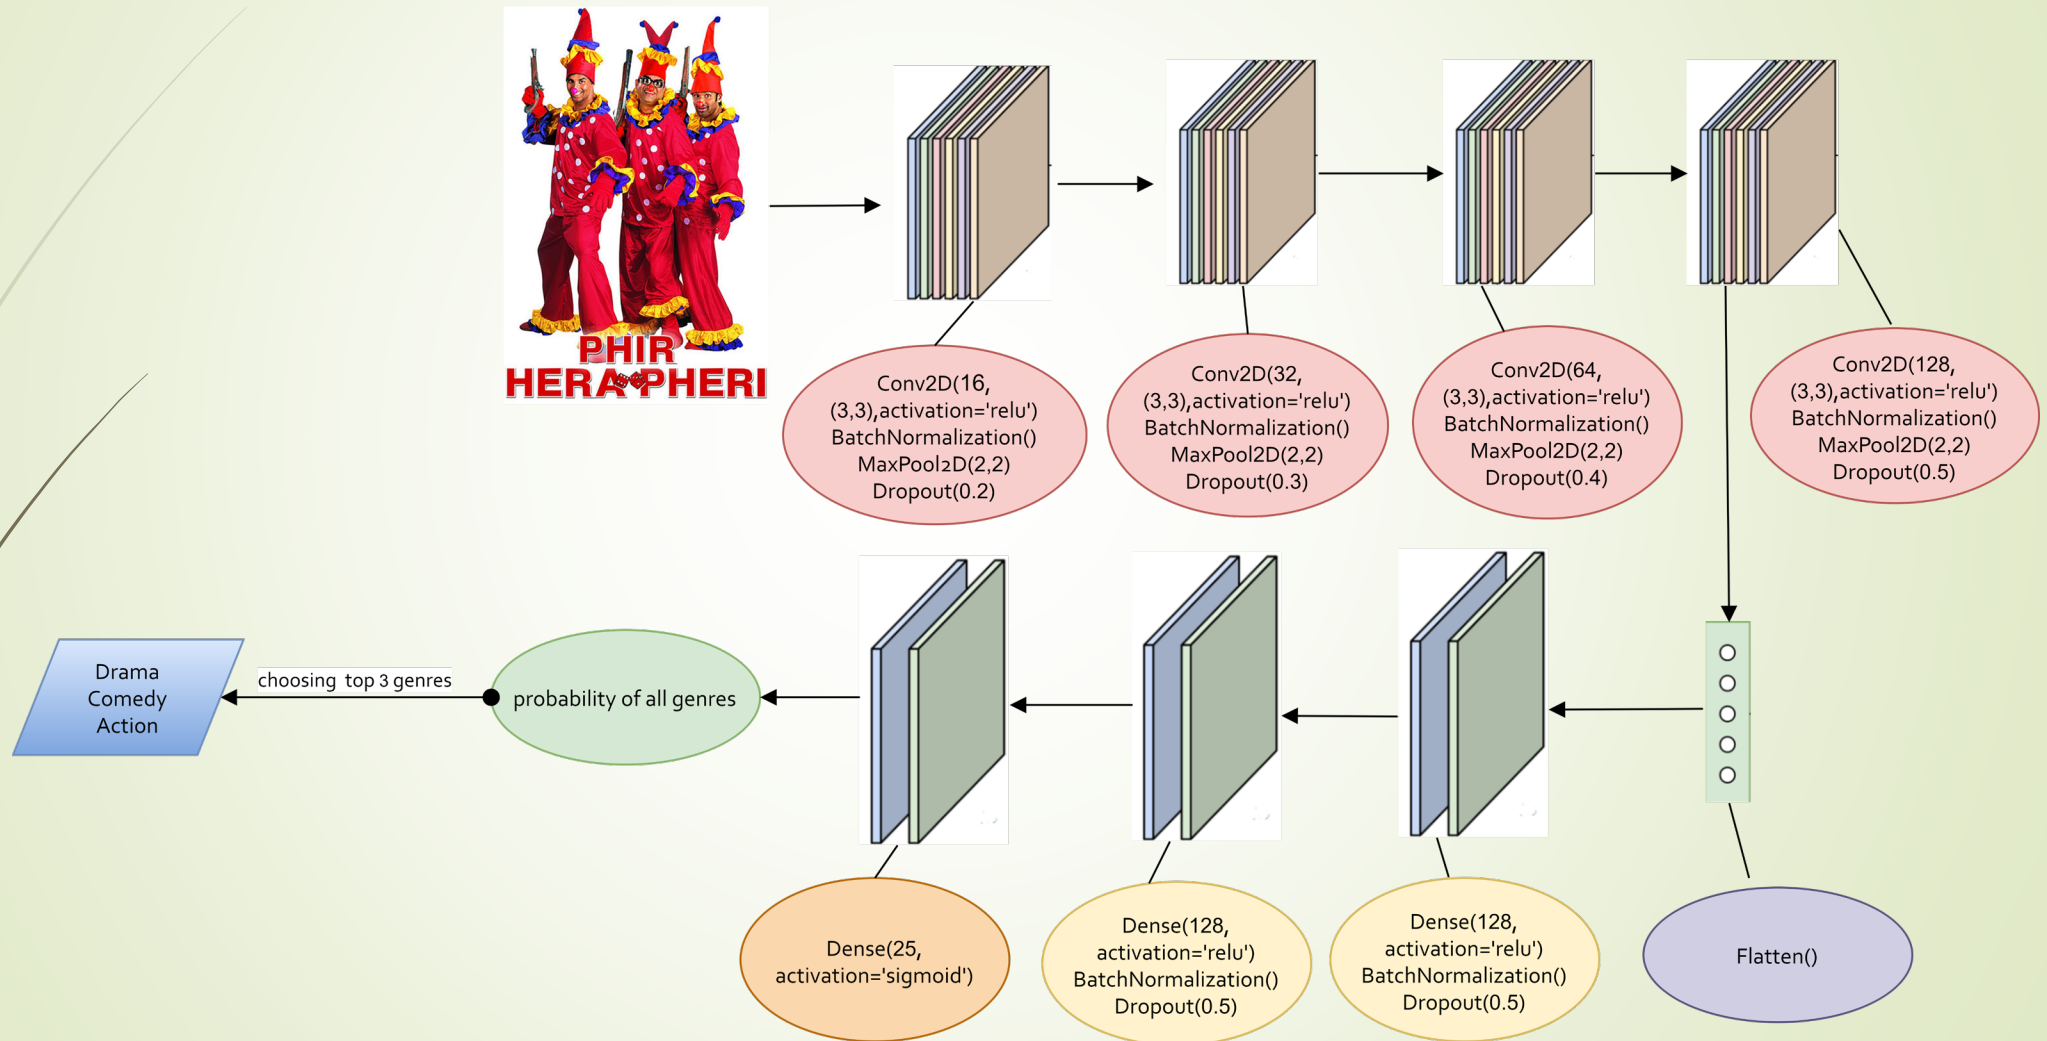 PHIR
HERA PHERI
Conv2D(16,
(3,3),activation='relu')
BatchNormalization()
MaxPool2D(2,2)
Dropout(0.2)
Conv2D(32,
(3,3),activation='relu')
BatchNormalization()
MaxPool2D(2,2)
Dropout(0.3)
Conv2D(64,
(3,3),activation='relu')
BatchNormalization()
MaxPool2D(2,2)
Dropout(0.4)
Conv2D(128,
(3,3),activation='relu')
BatchNormalization()
MaxPool2D(2,2)
Dropout(0.5)
Drama
Comedy
Action
choosing top 3 genres
probability of all genres
Dense(25,
activation='sigmoid')
Dense(128,
activation='relu')
BatchNormalization()
Dropout(0.5)
Dense(128,
activation='relu')
BatchNormalization()
Dropout(0.5)
Flatten()